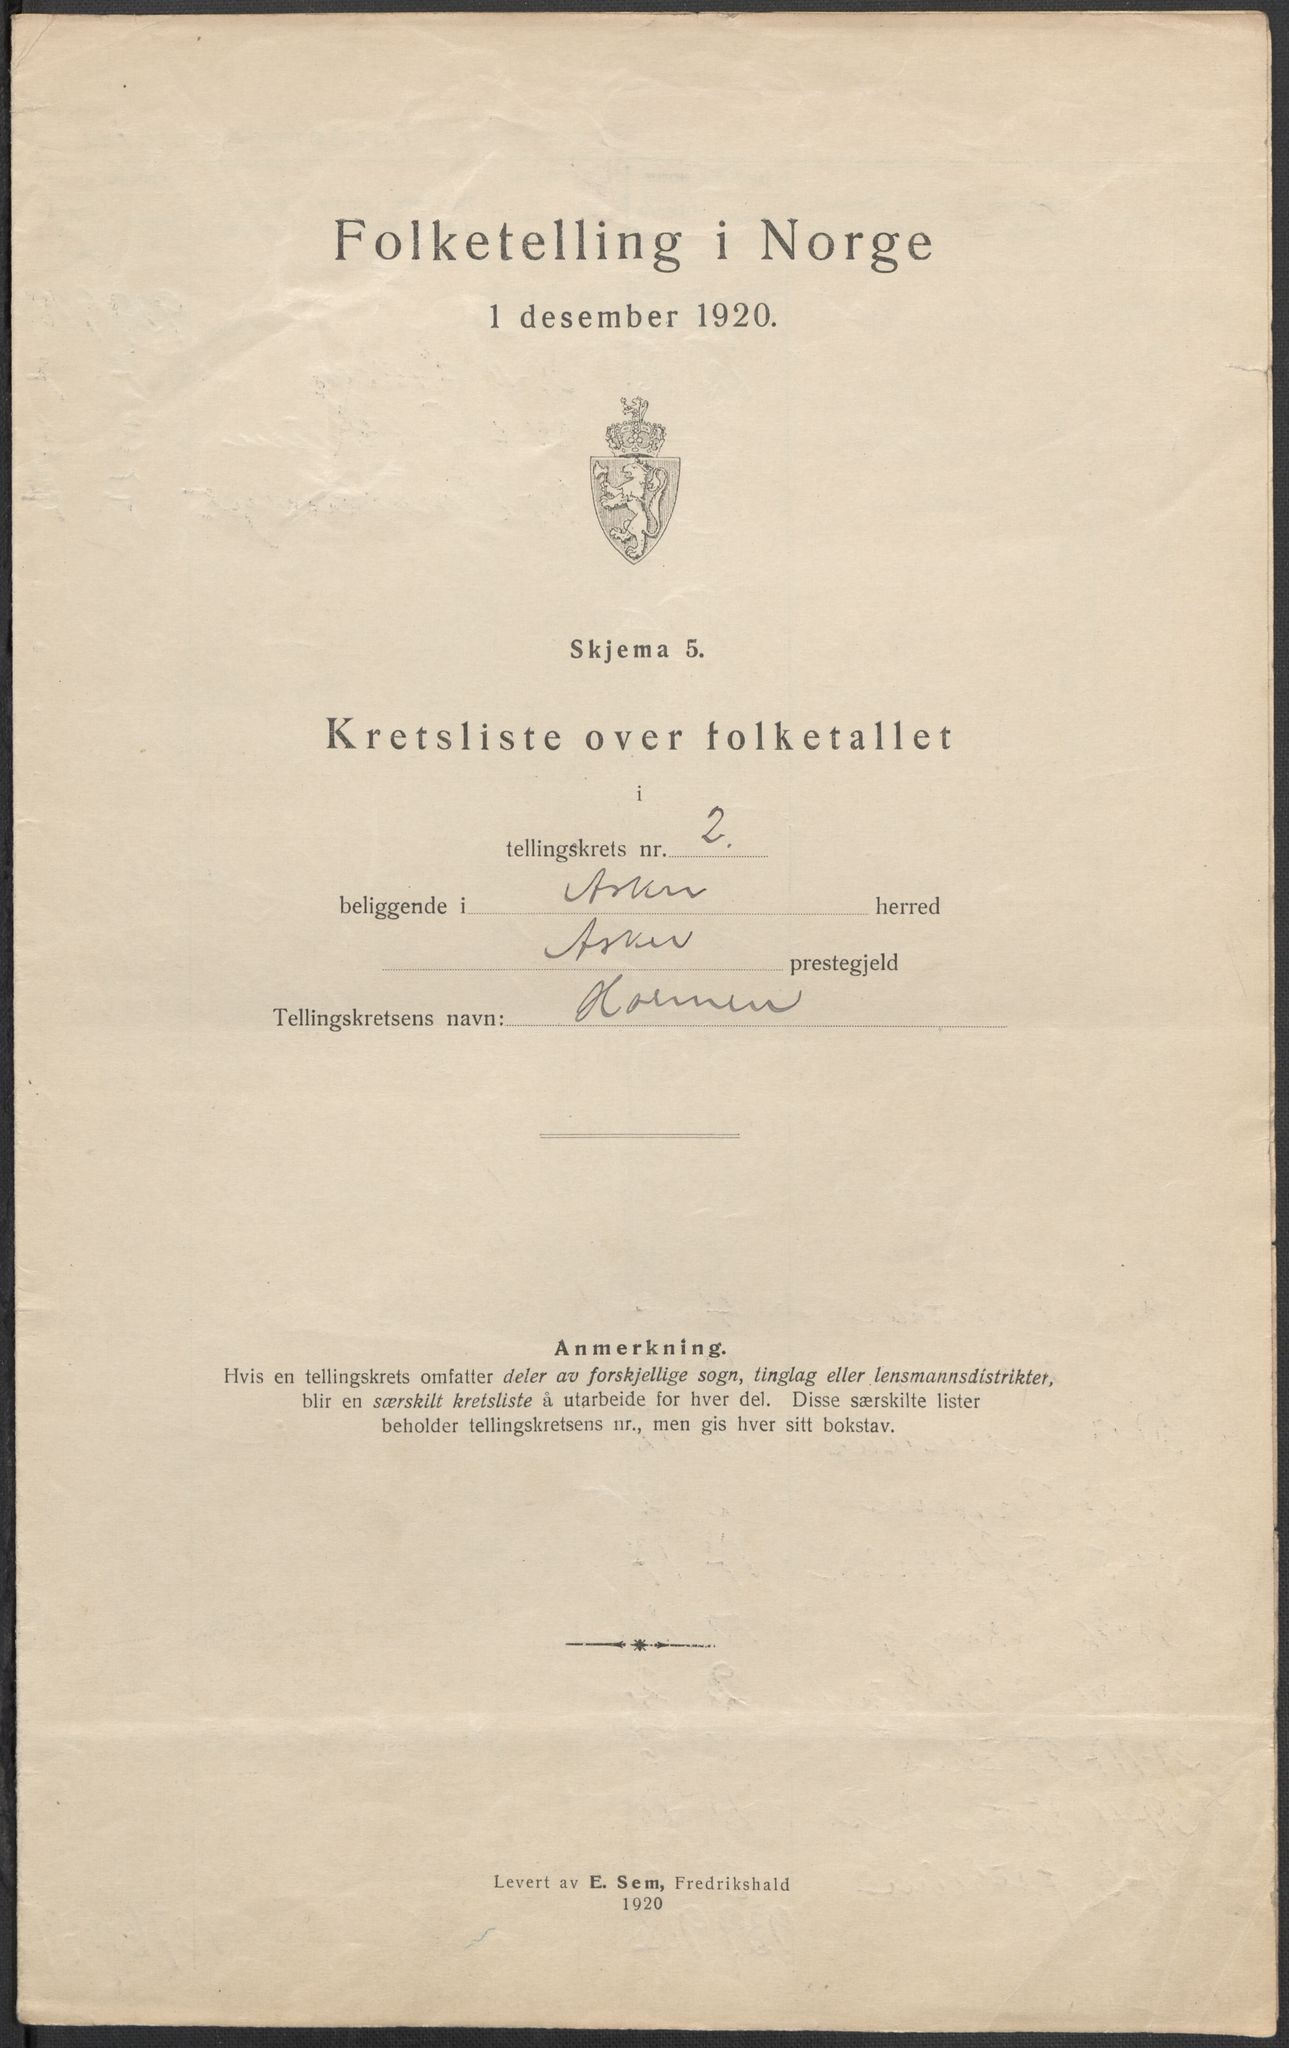 Folketelling i Norge
1 desember 1920.
Skjema 5.
Kretsliste over folketallet
i
tellingskrets nr. 2.
beliggende i Asker herred
Asker prestegjeld
Tellingskretsens navn: Holmen
Anmerkning.
Hvis en tellingskrets omfatter deler av forskjellige sogn, tinglag eller lensmannsdistrikter,
blir en særskilt kretsliste å utarbeide for hver del. Disse særskilte lister
beholder tellingskretsens nr., men gis hver sitt bokstav.
Levert av E. Sem, Fredrikshald
1920